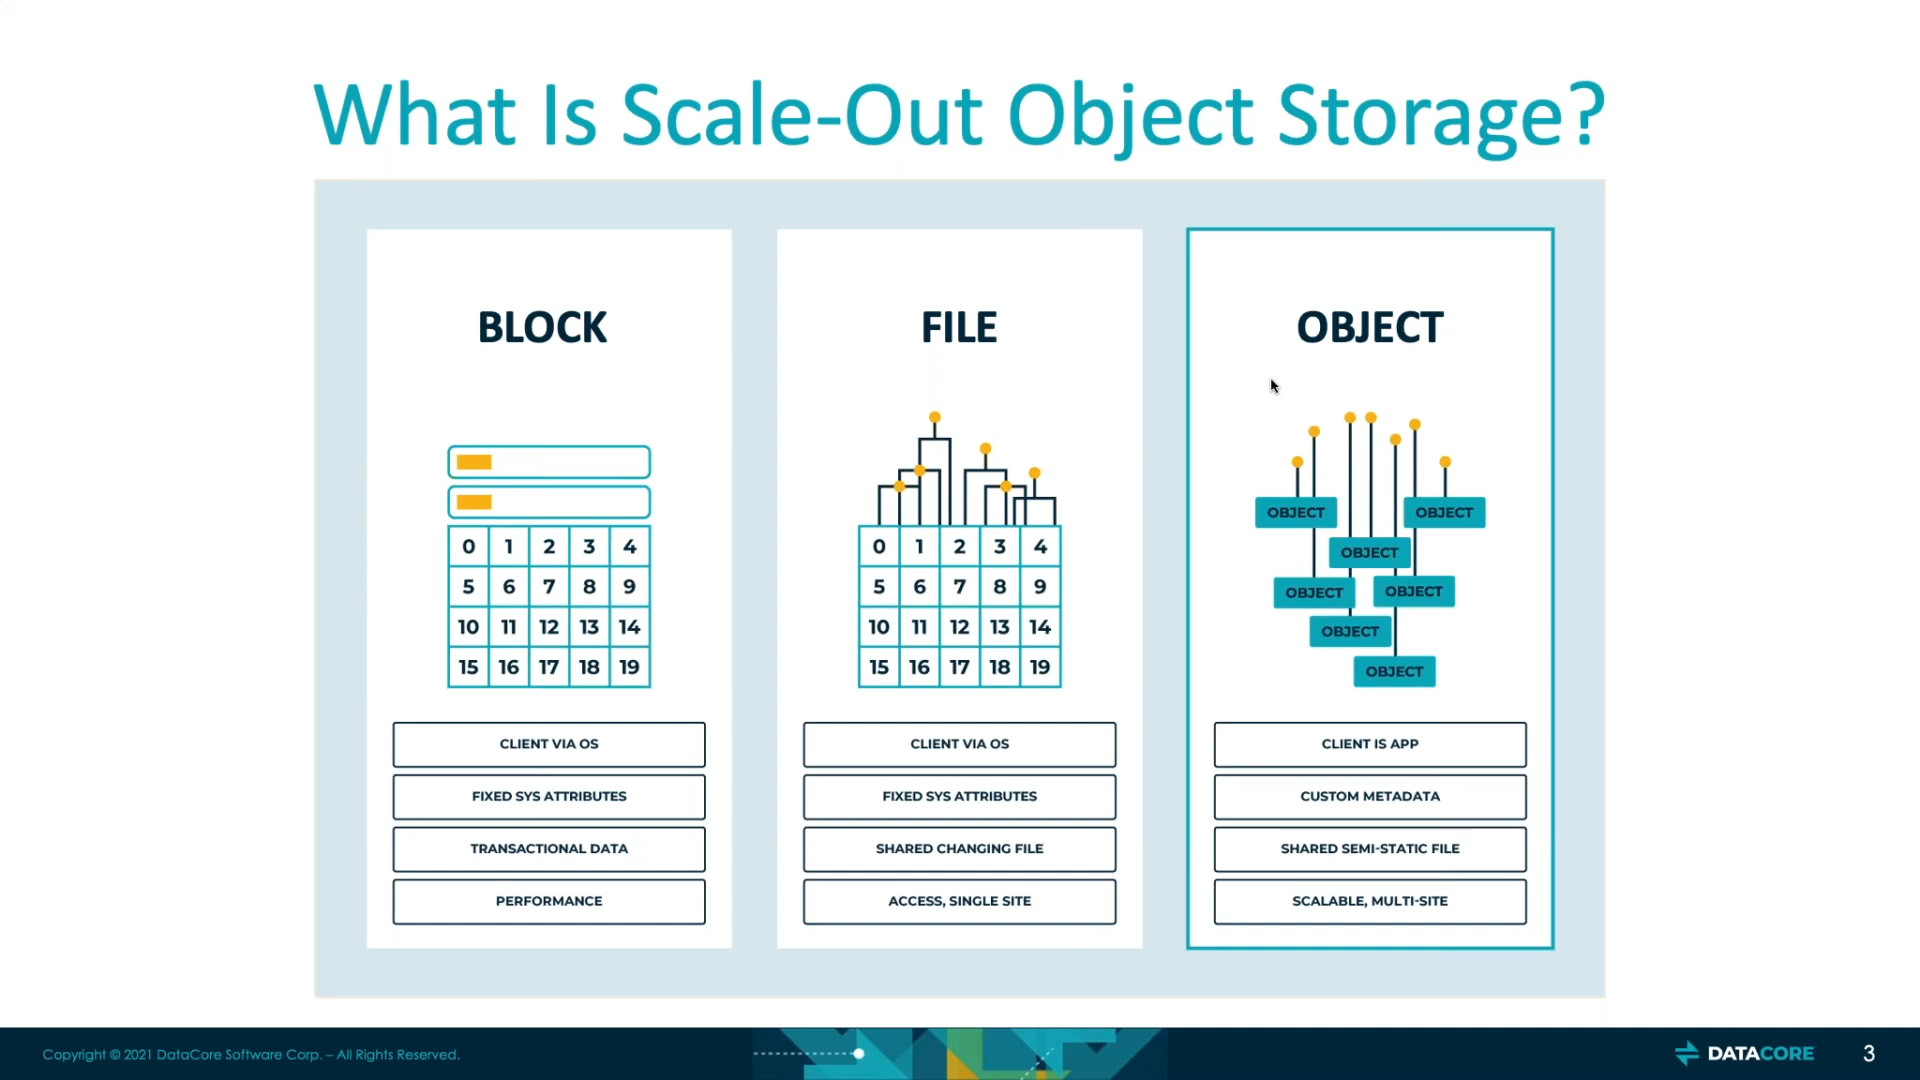 What Is Scale-Out Object Storage?
BLOCK
0 1 2 3 4
5 6 7 8 9
10 11 12 13 14
15 16 17 18 19
CLIENT VIA OS
FIXED SYS ATTRIBUTES
TRANSACTIONAL DATA
PERFORMANCE
FILE
0 1 2 3 4
5 6 7 8 9
10 11 12 13 14
15 16 17 18 19
CLIENT VIA OS
FIXED SYS ATTRIBUTES
SHARED CHANGING FILE
ACCESS, SINGLE SITE
OBJECT
OBJECT OBJECT
OBJECT
OBJECT OBJECT
OBJECT
OBJECT
CLIENT IS APP
CUSTOM METADATA
SHARED SEMI-STATIC FILE
SCALABLE, MULTI-SITE
Copyright © 2021 DataCore Software Corp. – All Rights Reserved.
DATACORE
3